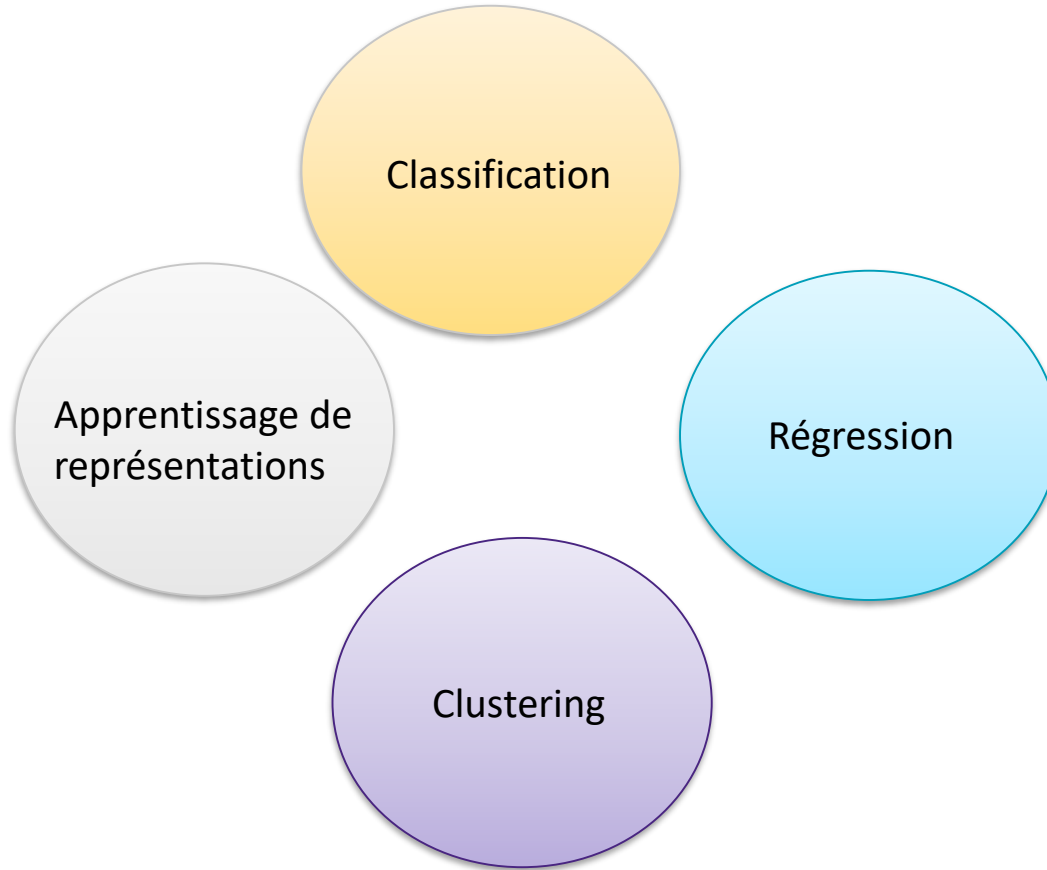 Classification
Apprentissage de
représentations
Régression
Clustering